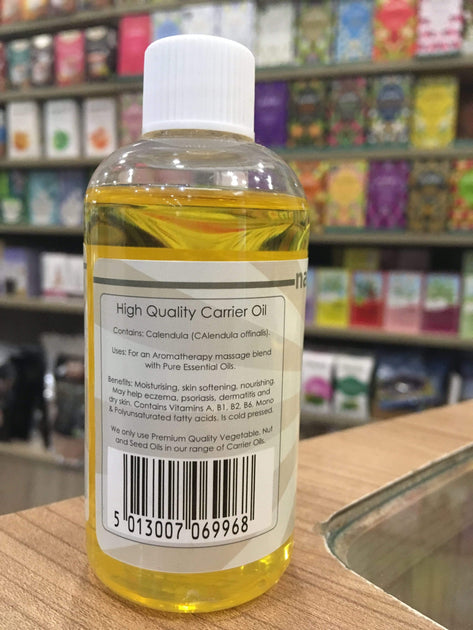 na
High Quality Carrier Oil
Contains: Calendula (CAlendula offinalis).
Uses: For an Aromatherapy massage blend
with Pure Essential Oils.
Benefits: Moisturising, skin softening, nourishing.
May help eczema, psoriasis, dermatitis and
dry skin. Contains Vitamins A, B1, B2, B6, Mono
& Polyunsaturated fatty acids. Is cold pressed.
We only use Premium Quality Vegetable, Nut
and Seed Oils in our range of Carrier Oils.
5 013007 069968